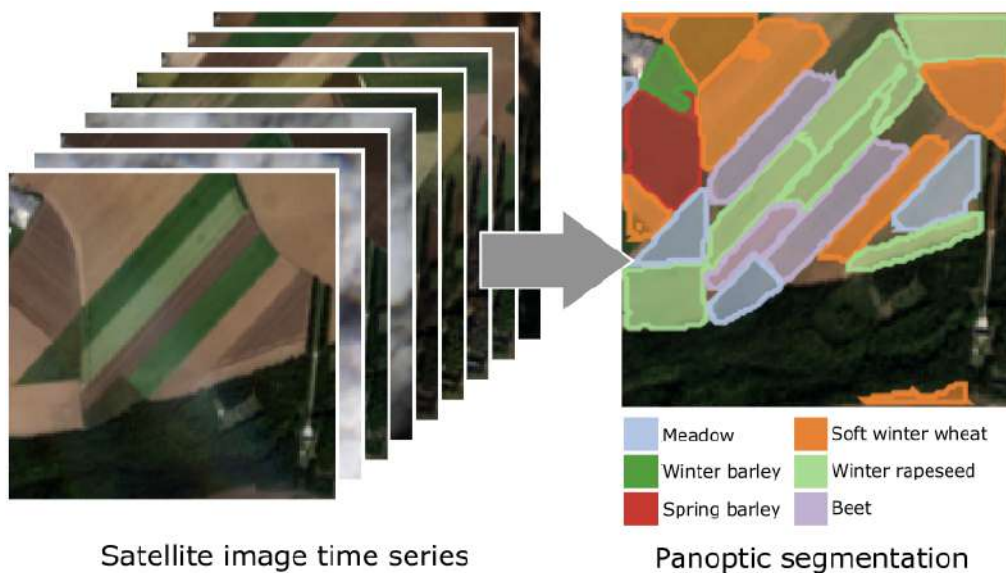 Meadow
Soft winter wheat
Winter barley
Winter rapeseed
Spring barley
Beet
Satellite image time series
Panoptic segmentation